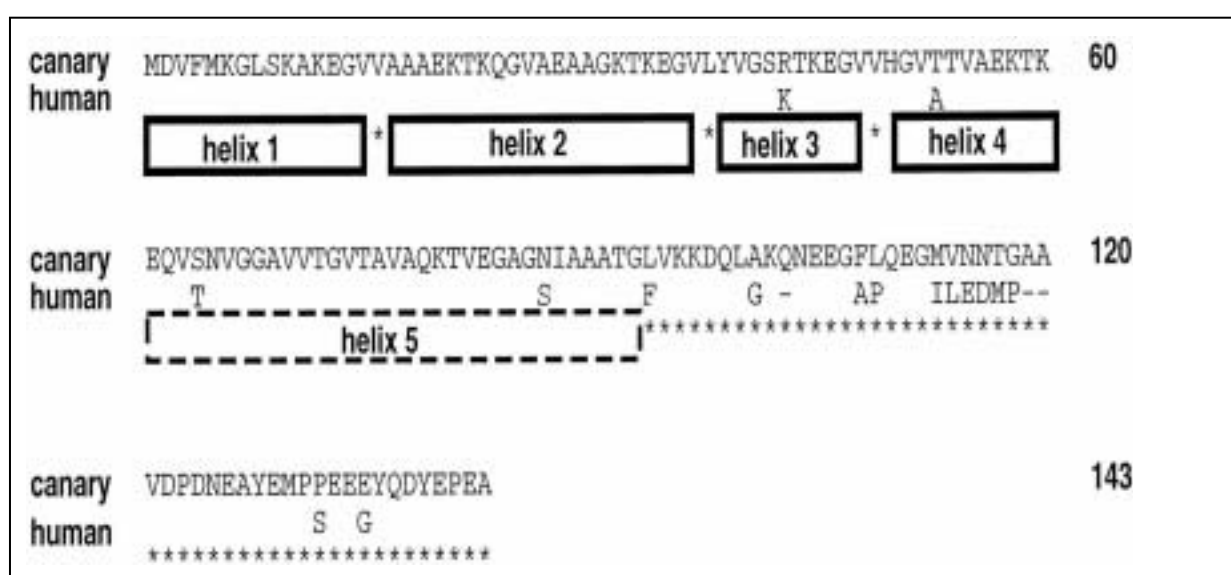 canary MDVFMKGLSKAKEGVVAAAEKTKQGVAEAAGKTKEGVLYVGSRTKEGVVHGVTTVAEKTK 60
human K A
helix 1 * helix 2 * helix 3 * helix 4
canary EQVSNVGGAVVTGVTAVAQKTVEGAGNIAAATGLVKKDQLAKQNEEGFLQEGMVNNTGAA 120
human T S F G - AP ILEDMP--
helix 5 ***************************
canary VDPDNEAYEMPPEEEYQDYEPEA 143
human S G
***********************